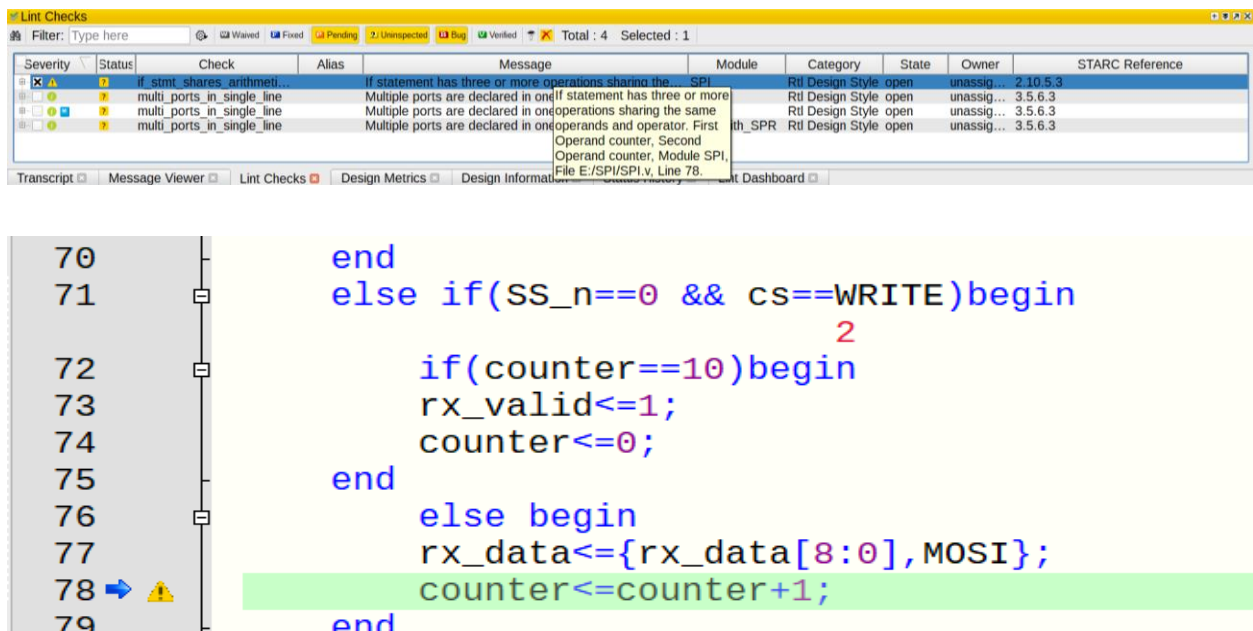 Lint Checks
Filter: Type here Waived Fixed Pending Uninspected Bug Verified Total : 4 Selected : 1
Severity Status Check Alias Message Module Category State Owner STARC Reference
if_stmt_shares_arithmeti... If statement has three or more operations sharing the... SPI Rtl Design Style open unassig... 2.10.5.3
multi_ports_in_single_line Multiple ports are declared in one Rtl Design Style open unassig... 3.5.6.3
multi_ports_in_single_line Multiple ports are declared in one Rtl Design Style open unassig... 3.5.6.3
multi_ports_in_single_line Multiple ports are declared in one ith_SPR Rtl Design Style open unassig... 3.5.6.3
If statement has three or more
operations sharing the same
operands and operator. First
Operand counter, Second
Operand counter, Module SPI,
File E:/SPI/SPI.v, Line 78.
Transcript Message Viewer Lint Checks Design Metrics Design Information Lint Dashboard
70 end
71 else if(SS_n==0 && cs==WRITE)begin
2
72 if(counter==10)begin
73 rx_valid<=1;
74 counter<=0;
75 end
76 else begin
77 rx_data<={rx_data[8:0],MOSI};
78 counter<=counter+1;
79 end